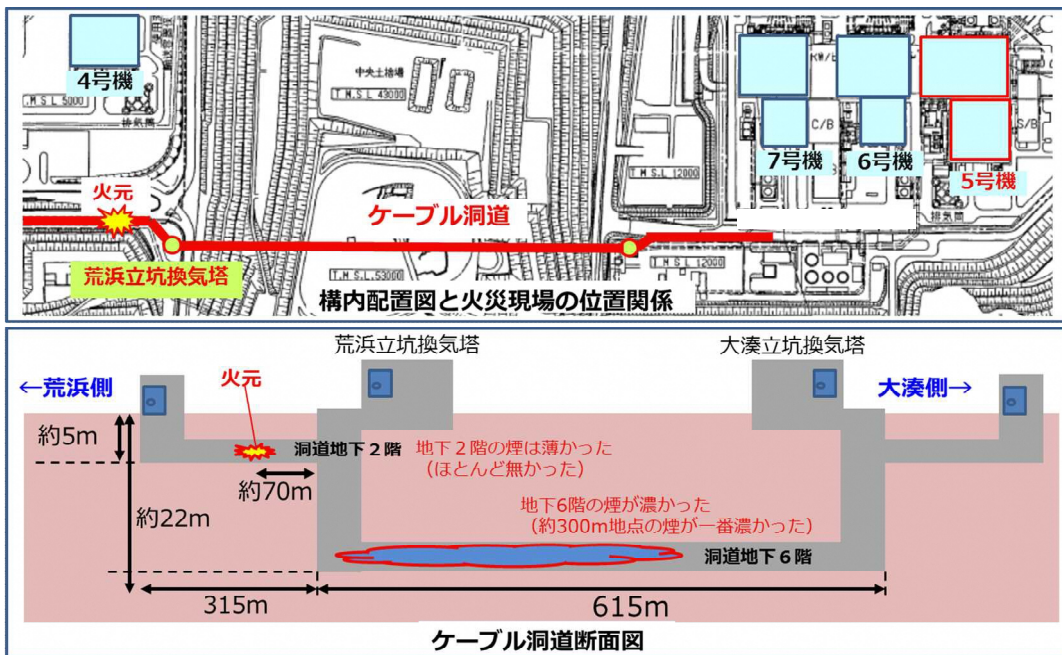 4号機
T.M.S.L 5000
排気筒
中央土捨場
T.M.S.L 43000
T.M.S.L 12000
C/B
S/B
7号機
6号機
5号機
排気筒
火元
ケーブル洞道
荒浜立坑換気塔
T.M.S.L 53000
T.M.S.L 12000
構内配置図と火災現場の位置関係
荒浜立坑換気塔
大湊立坑換気塔
←荒浜側
火元
大湊側→
約5m
洞道地下2階
地下2階の煙は薄かった
(ほとんど無かった)
約70m
約22m
地下6階の煙が濃かった
(約300m地点の煙が一番濃かった)
洞道地下6階
315m
615m
ケーブル洞道断面図